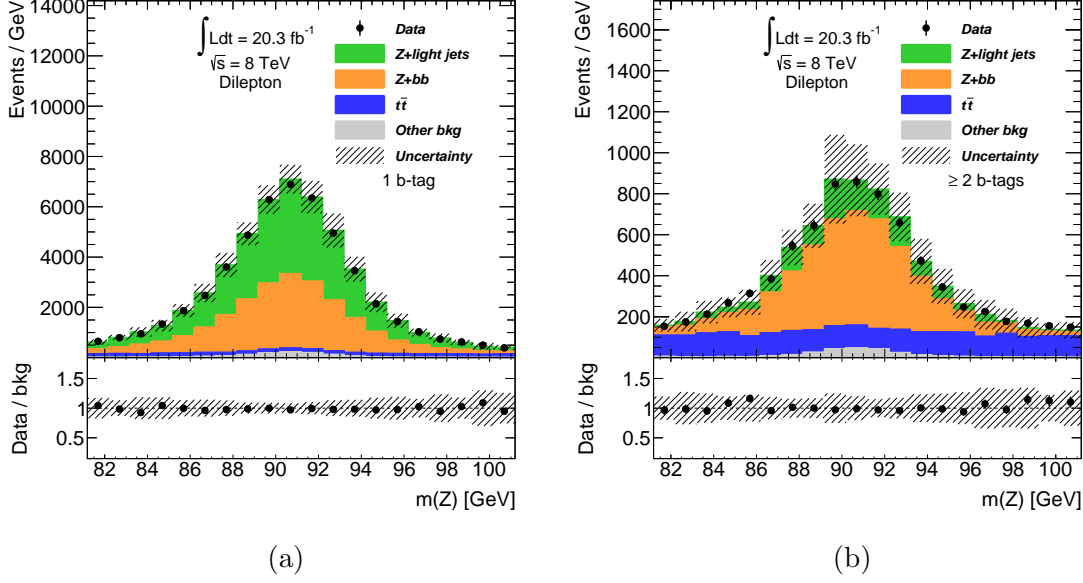 Events / GeV
14000
12000
10000
8000
6000
4000
2000
∫Ldt = 20.3 fb⁻¹
√s = 8 TeV
Dilepton
Data
Z+light jets
Z+bb
tt̄
Other bkg
Uncertainty
1 b-tag
Data / bkg
1.5
1
0.5
82 84 86 88 90 92 94 96 98 100
m(Z) [GeV]
(a)
Events / GeV
1600
1400
1200
1000
800
600
400
200
∫Ldt = 20.3 fb⁻¹
√s = 8 TeV
Dilepton
Data
Z+light jets
Z+bb
tt̄
Other bkg
Uncertainty
≥ 2 b-tags
Data / bkg
1.5
1
0.5
82 84 86 88 90 92 94 96 98 100
m(Z) [GeV]
(b)